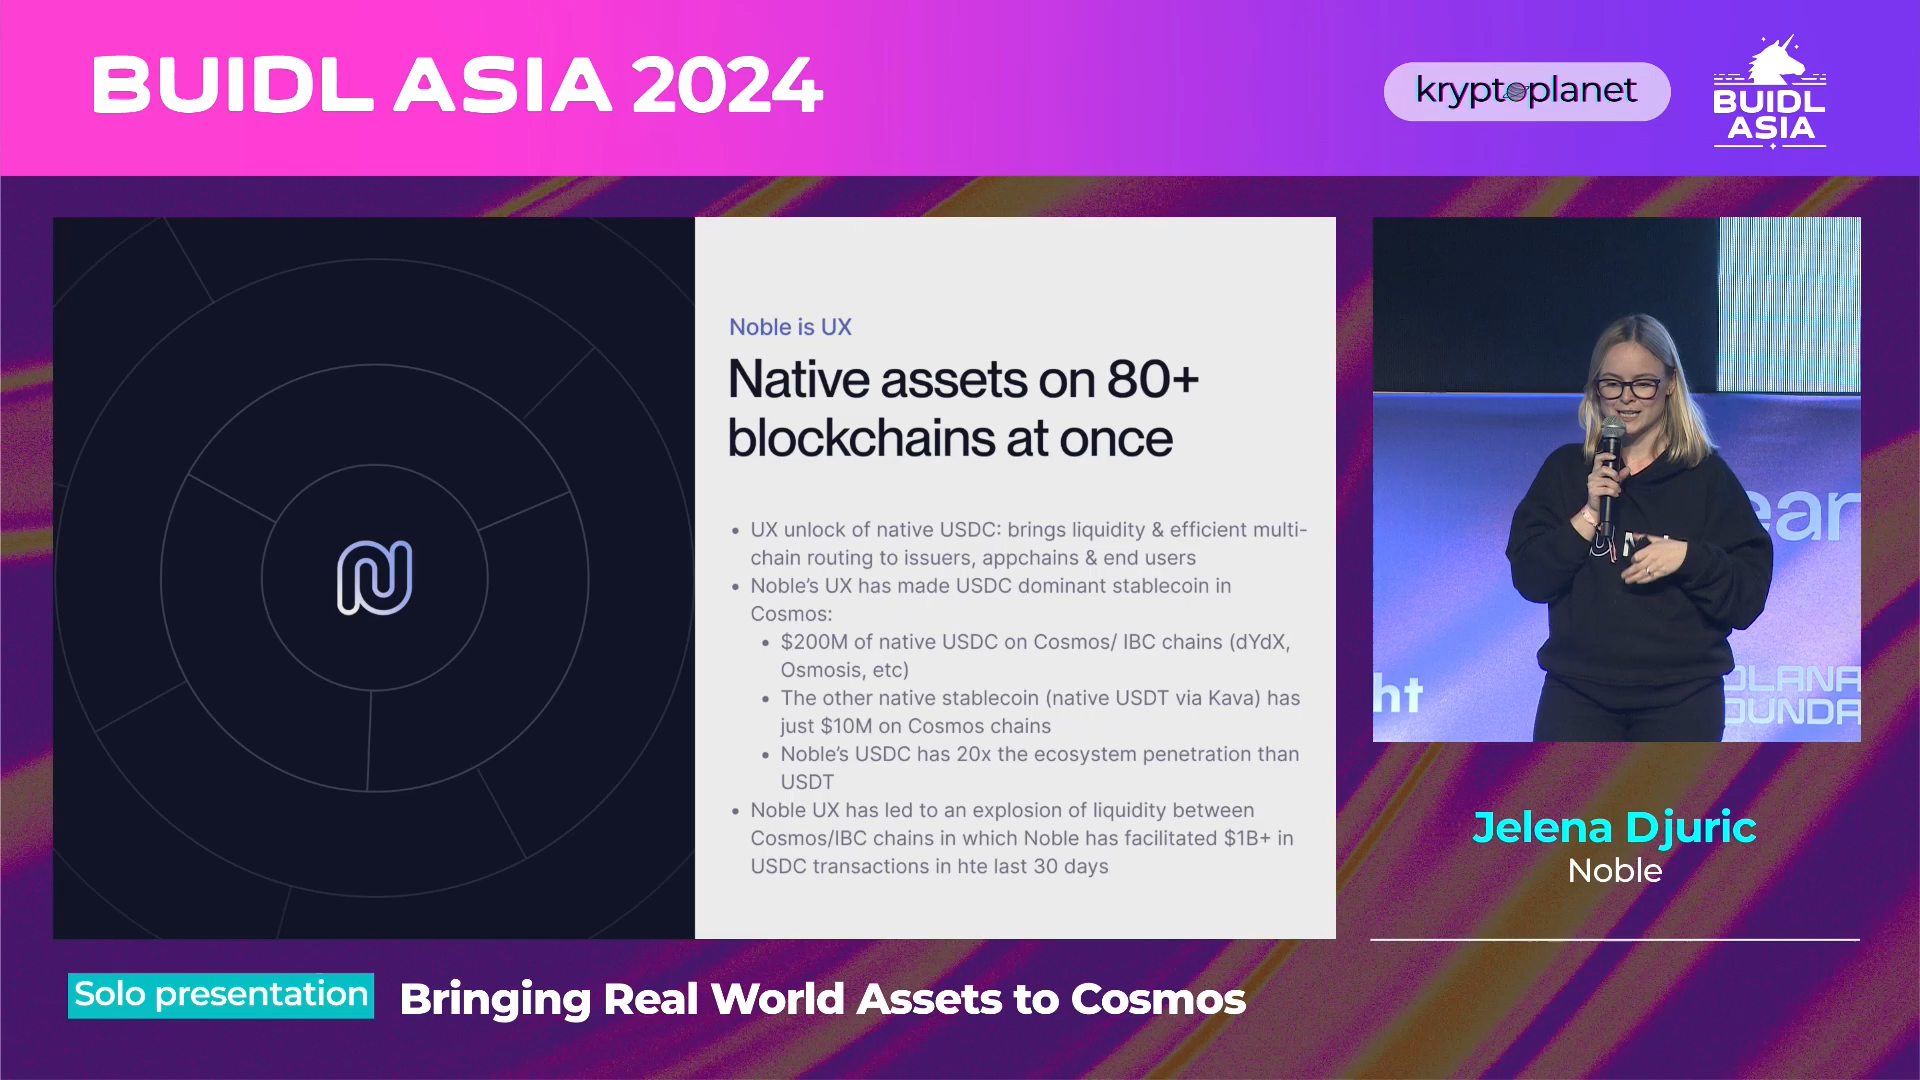 BUIDL ASIA 2024
kryptoplanet
BUIDL
ASIA
Noble is UX
Native assets on 80+
blockchains at once
• UX unlock of native USDC: brings liquidity & efficient multi-
chain routing to issuers, appchains & end users
• Noble's UX has made USDC dominant stablecoin in
Cosmos:
• $200M of native USDC on Cosmos/ IBC chains (dYdX,
Osmosis, etc)
• The other native stablecoin (native USDT via Kava) has
just $10M on Cosmos chains
• Noble's USDC has 20x the ecosystem penetration than
USDT
• Noble UX has led to an explosion of liquidity between
Cosmos/IBC chains in which Noble has facilitated $1B+ in
USDC transactions in hte last 30 days
ear
ht
OLANA
OUNDA
Jelena Djuric
Noble
Solo presentation
Bringing Real World Assets to Cosmos